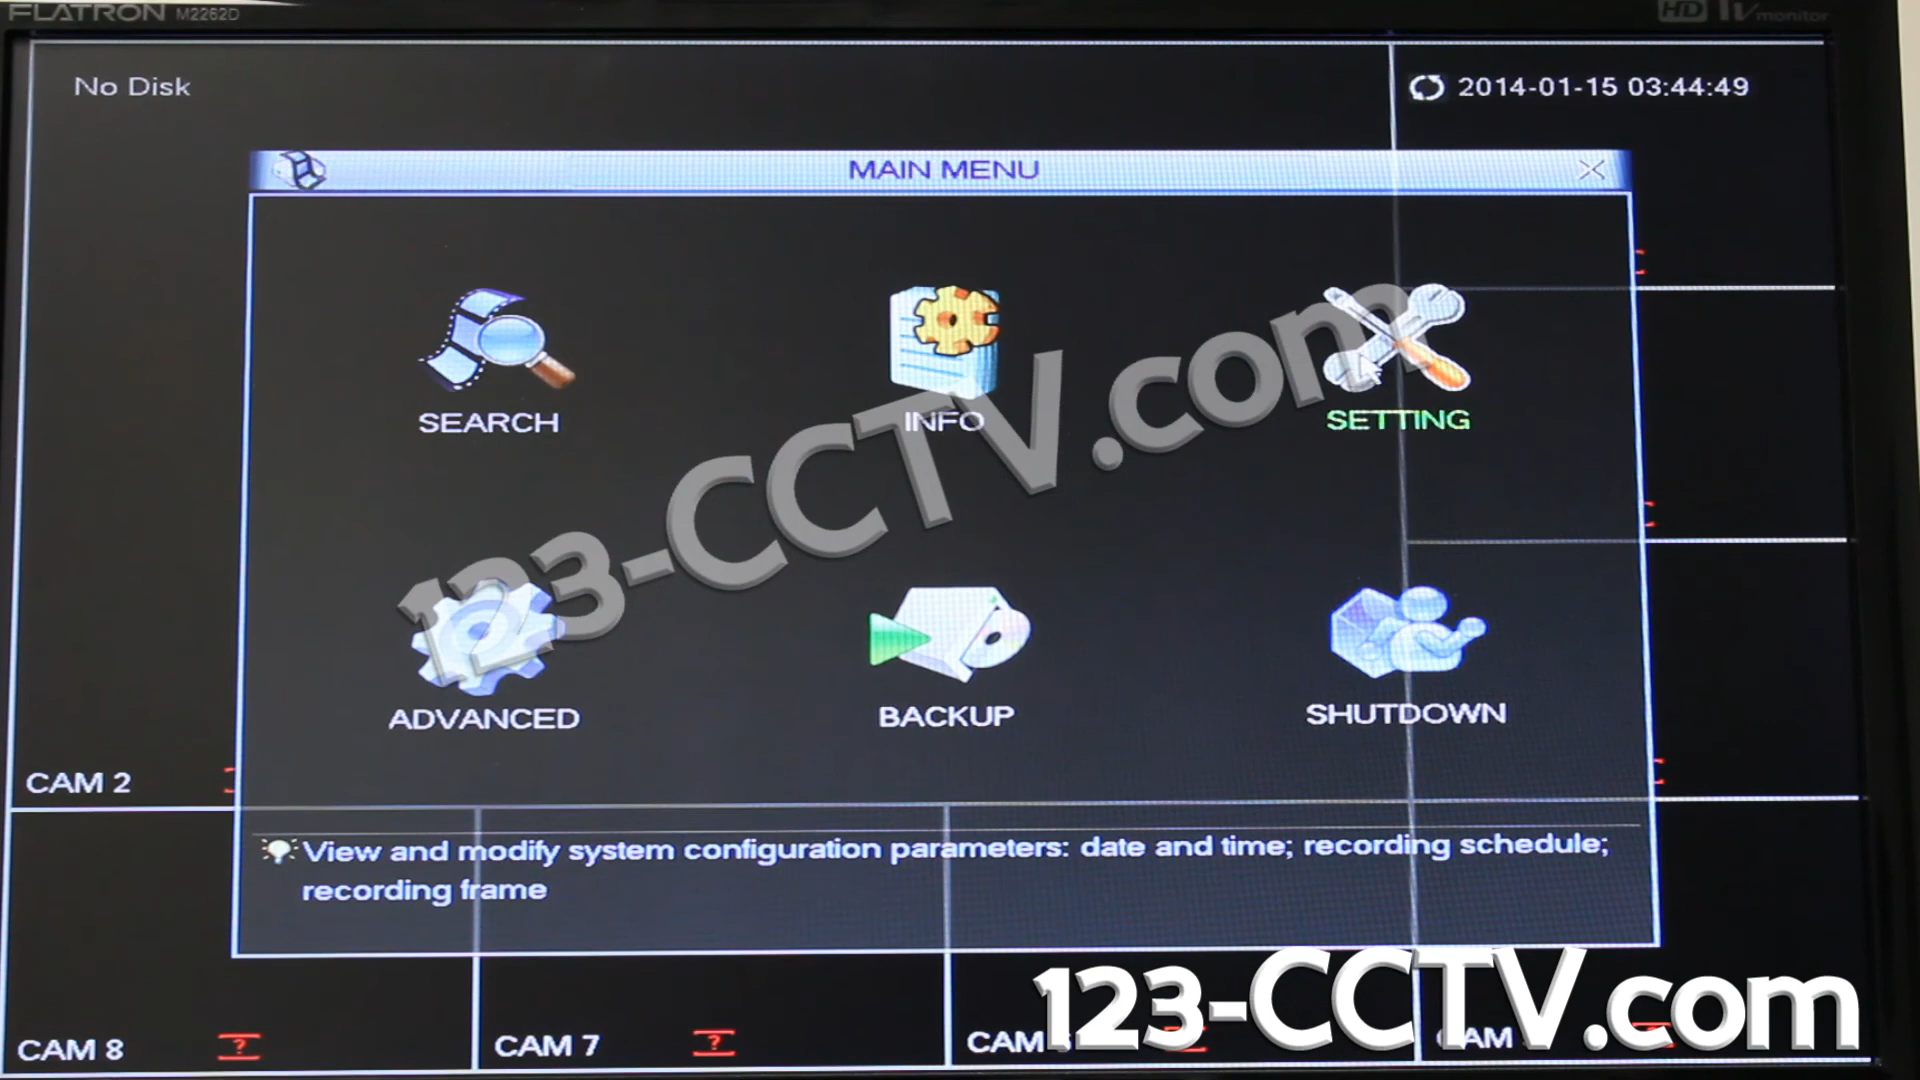 FLATRON M2262D
HD TV monitor
No Disk
2014-01-15 03:44:49
MAIN MENU
SEARCH
INFO
SETTING
123-CCTV.com
ADVANCED
BACKUP
SHUTDOWN
CAM 2
View and modify system configuration parameters: date and time; recording schedule;
recording frame
123-CCTV.com
CAM 8
?
CAM 7
?
CAM
CAM